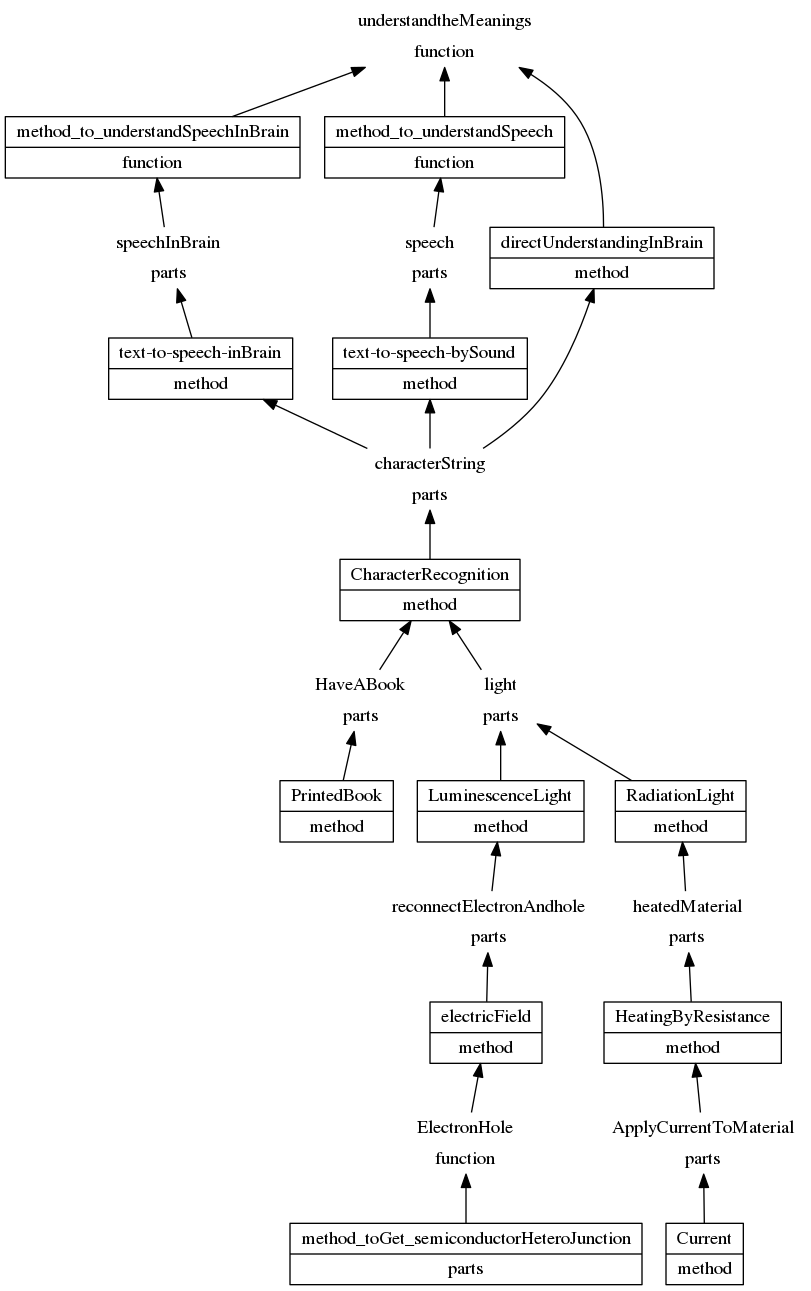 understandtheMeanings
function
method_to_understandSpeechInBrain
function
method_to_understandSpeech
function
speechInBrain
parts
speech
parts
directUnderstandingInBrain
method
text-to-speech-inBrain
method
text-to-speech-bySound
method
characterString
parts
CharacterRecognition
method
HaveABook
parts
light
parts
PrintedBook
method
LuminescenceLight
method
RadiationLight
method
reconnectElectronAndhole
parts
heatedMaterial
parts
electricField
method
HeatingByResistance
method
ElectronHole
function
ApplyCurrentToMaterial
parts
method_toGet_semiconductorHeteroJunction
parts
Current
method